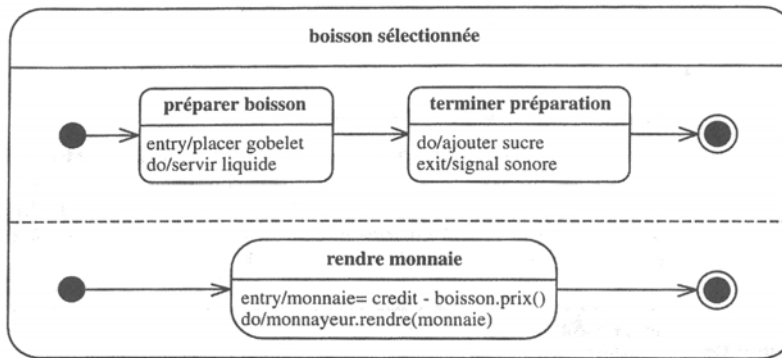 boisson sélectionnée
préparer boisson
entry/placer gobelet
do/servir liquide
terminer préparation
do/ajouter sucre
exit/signal sonore
rendre monnaie
entry/monnaie= credit - boisson.prix()
do/monnayeur.rendre(monnaie)